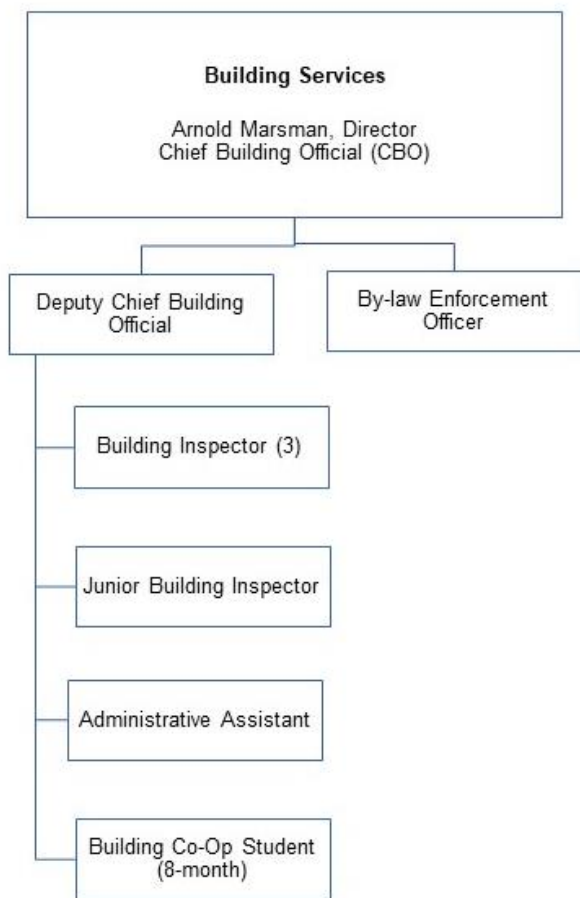 Building Services
Arnold Marsman, Director
Chief Building Official (CBO)
Deputy Chief Building
Official
By-law Enforcement
Officer
Building Inspector (3)
Junior Building Inspector
Administrative Assistant
Building Co-Op Student
(8-month)